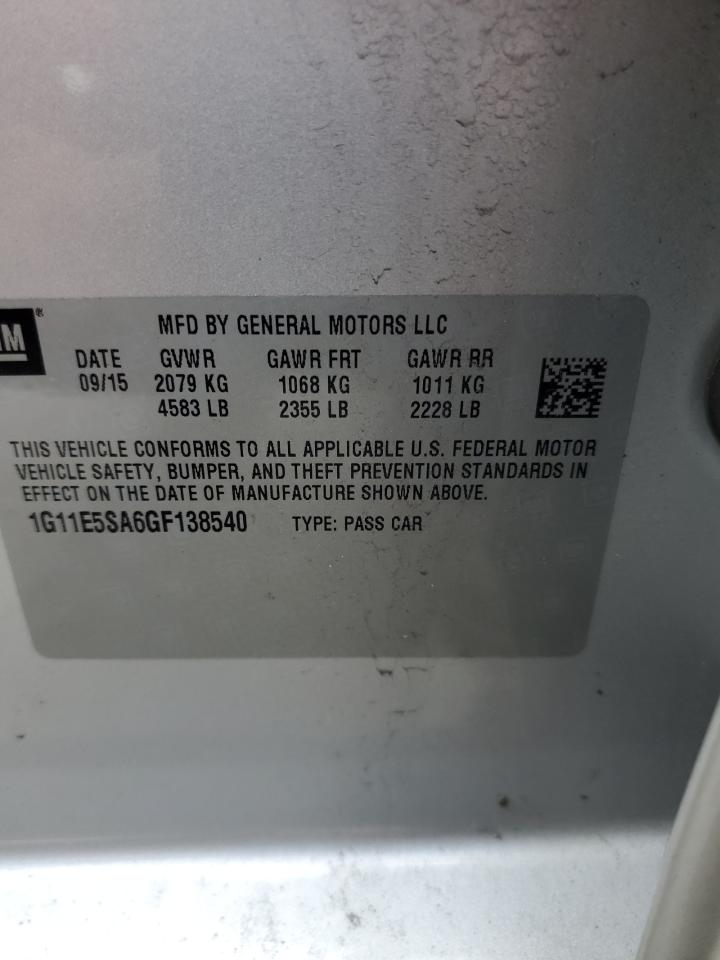 MFD BY GENERAL MOTORS LLC
DATE GVWR GAWR FRT GAWR RR
09/15 2079 KG 1068 KG 1011 KG
4583 LB 2355 LB 2228 LB
THIS VEHICLE CONFORMS TO ALL APPLICABLE U.S. FEDERAL MOTOR
VEHICLE SAFETY, BUMPER, AND THEFT PREVENTION STANDARDS IN
EFFECT ON THE DATE OF MANUFACTURE SHOWN ABOVE.
1G11E5SA6GF138540 TYPE: PASS CAR